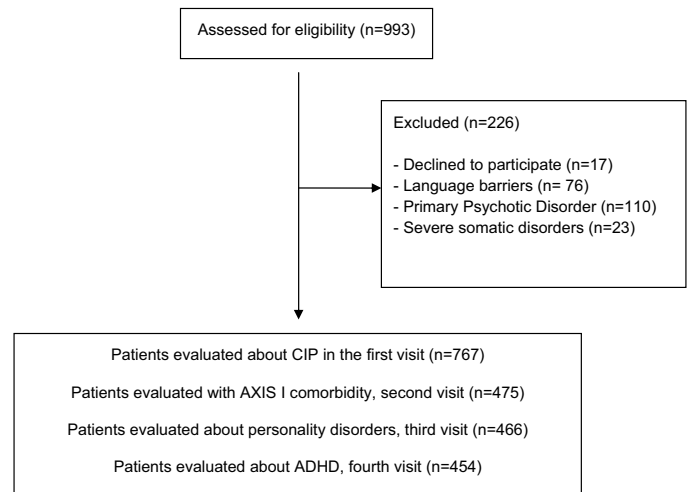 Assessed for eligibility (n=993)
Excluded (n=226)
- Declined to participate (n=17)
- Language barriers (n= 76)
- Primary Psychotic Disorder (n=110)
- Severe somatic disorders (n=23)
Patients evaluated about CIP in the first visit (n=767)
Patients evaluated with AXIS I comorbidity, second visit (n=475)
Patients evaluated about personality disorders, third visit (n=466)
Patients evaluated about ADHD, fourth visit (n=454)